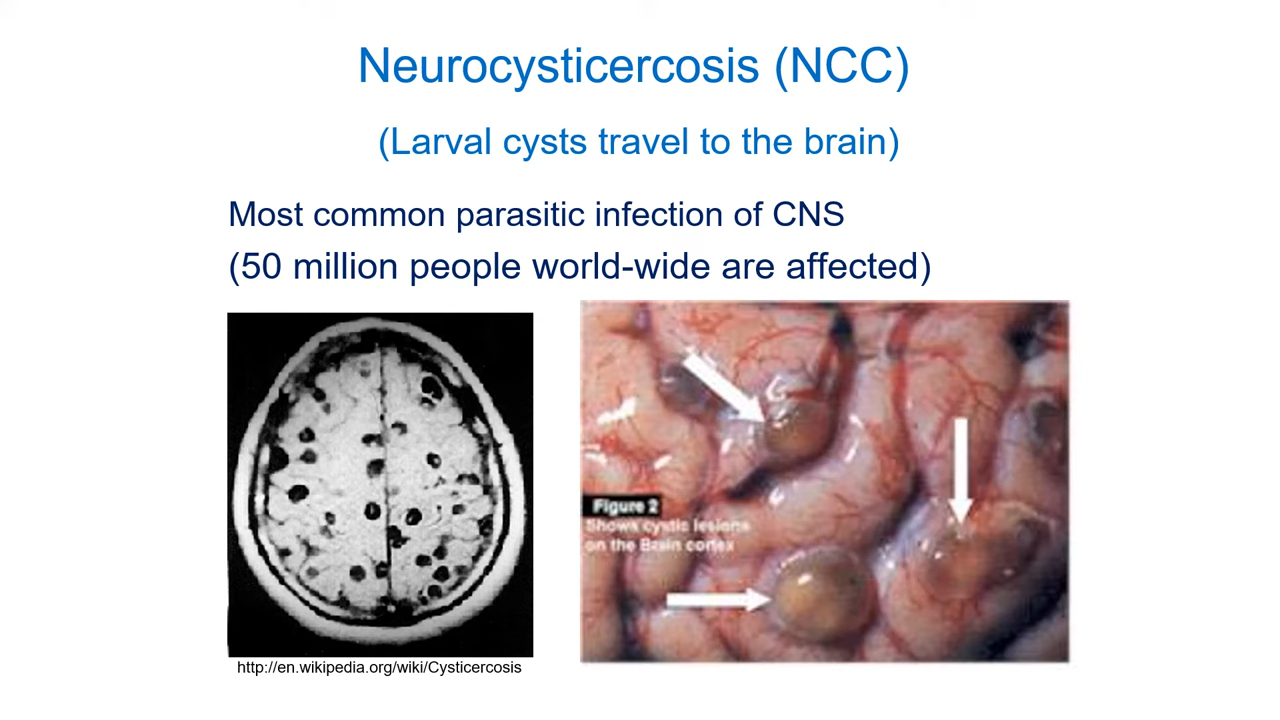 Neurocysticercosis (NCC)
(Larval cysts travel to the brain)
Most common parasitic infection of CNS
(50 million people world-wide are affected)
Figure 2
Shows cystic lesions
on the Brain cortex
http://en.wikipedia.org/wiki/Cysticercosis